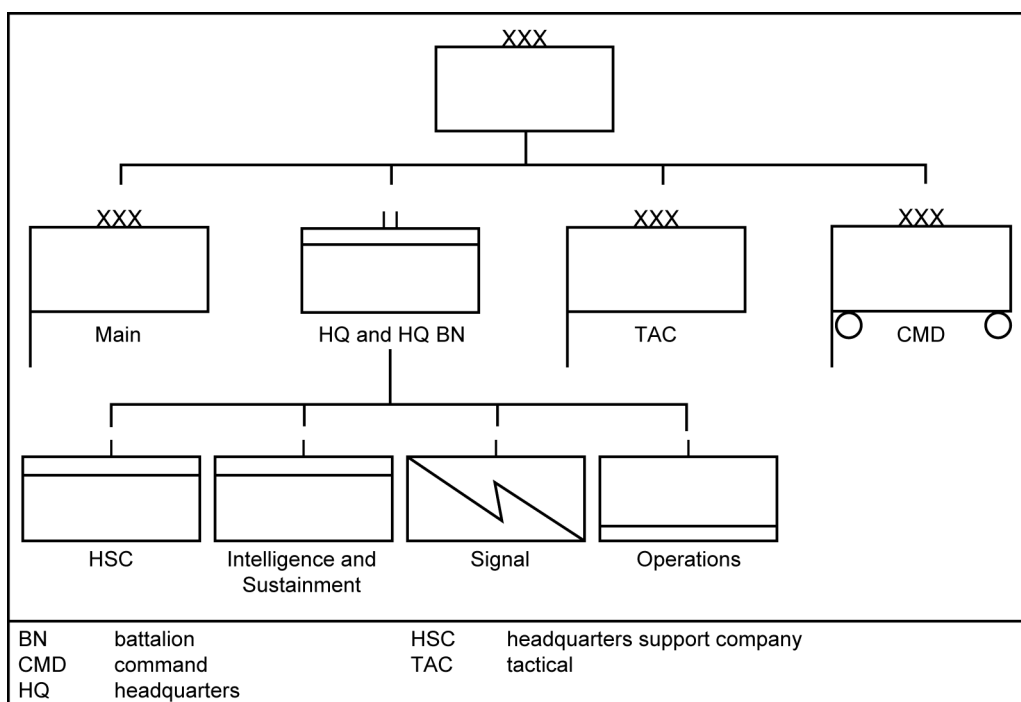 XXX
XXX
II
XXX
XXX
Main
HQ and HQ BN
TAC
CMD
I
I
I
I
HSC
Intelligence and
Sustainment
Signal
Operations
BN battalion
CMD command
HQ headquarters
HSC headquarters support company
TAC tactical